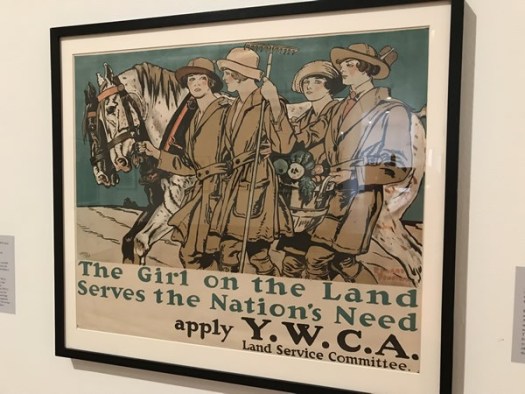 The Girl on the Land
Serves the Nation's Need
apply Y.W.C.A.
Land Service Committee.